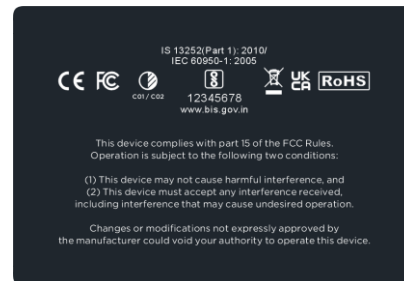 IS 13252(Part 1): 2010/
IEC 60950-1: 2005
CE FC C01 / C02 UK CA RoHS
12345678
www.bis.gov.in
This device complies with part 15 of the FCC Rules.
Operation is subject to the following two conditions:
(1) This device may not cause harmful interference, and
(2) This device must accept any interference received,
including interference that may cause undesired operation.
Changes or modifications not expressly approved by
the manufacturer could void your authority to operate this device.